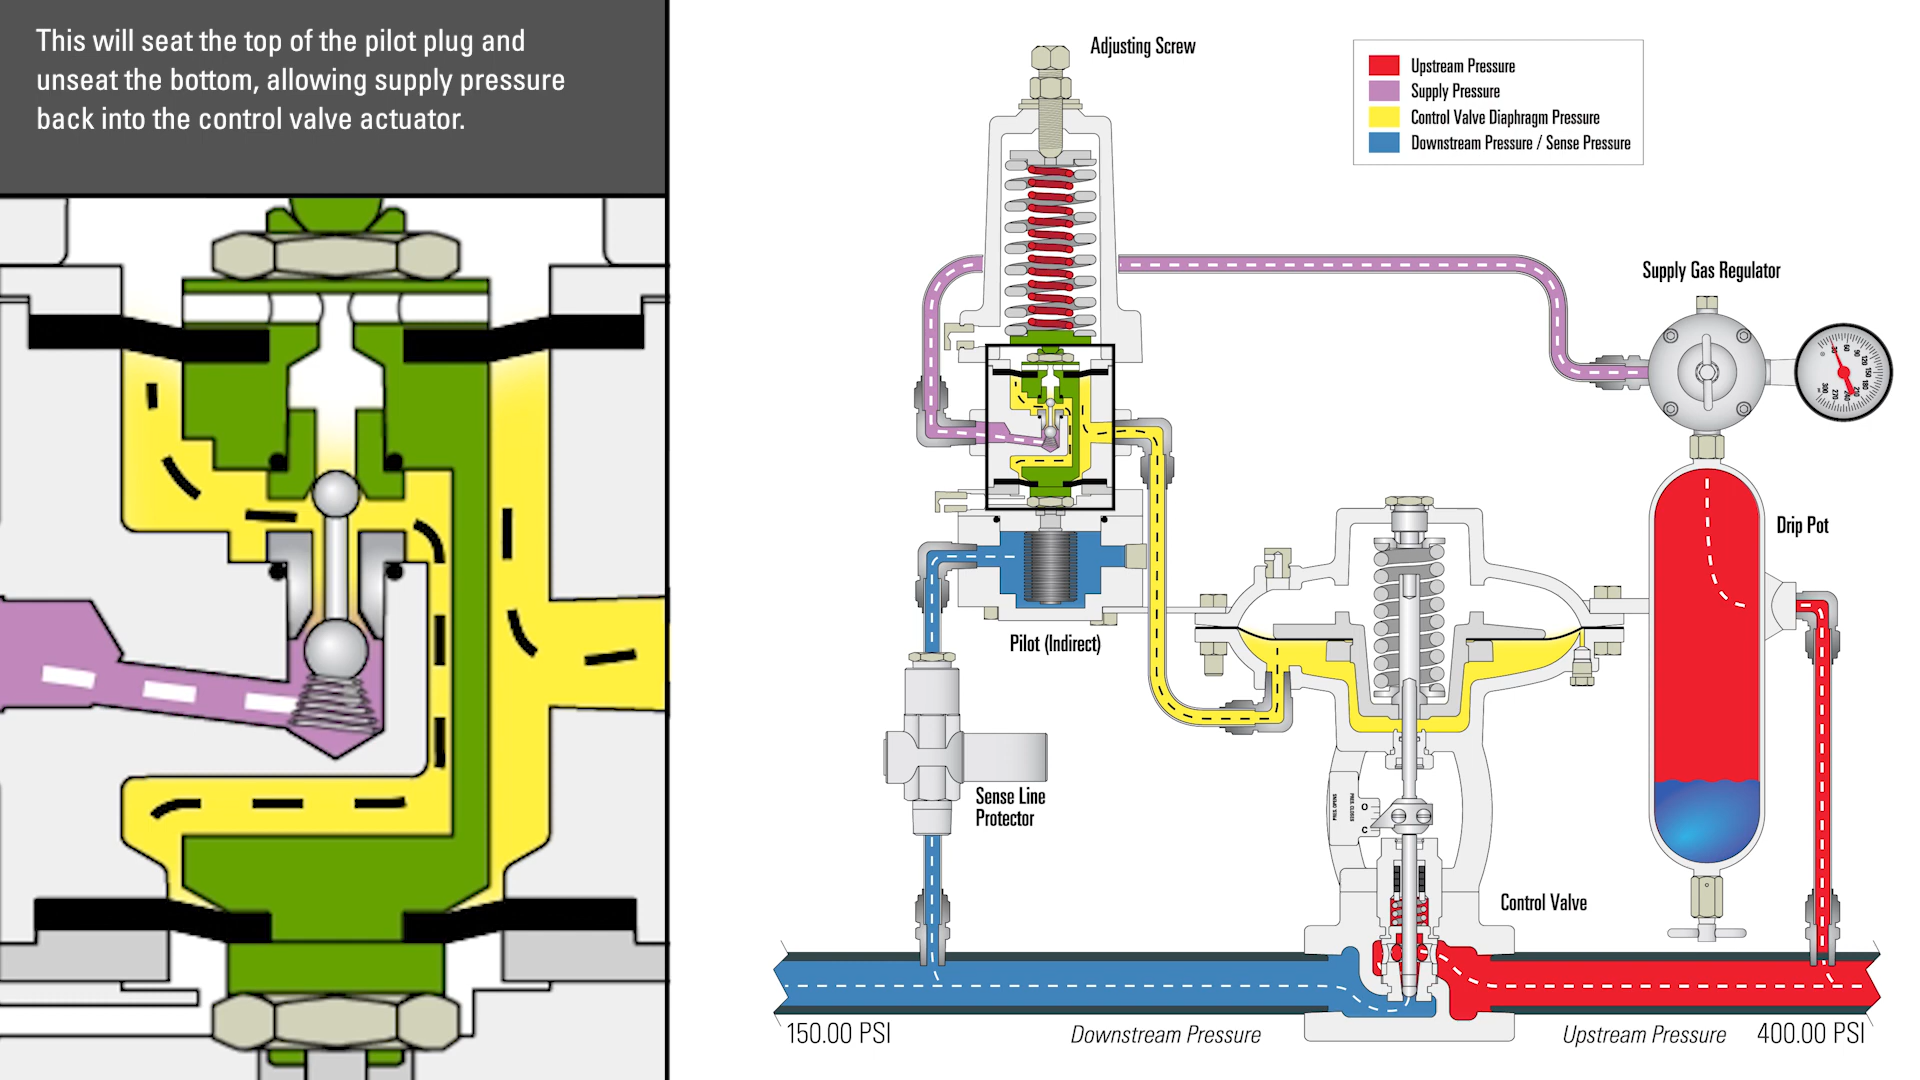 This will seat the top of the pilot plug and
unseat the bottom, allowing supply pressure
back into the control valve actuator.
Adjusting Screw
Upstream Pressure
Supply Pressure
Control Valve Diaphragm Pressure
Downstream Pressure / Sense Pressure
Supply Gas Regulator
Drip Pot
Pilot (Indirect)
Sense Line
Protector
O
C
Control Valve
150.00 PSI
Downstream Pressure
Upstream Pressure
400.00 PSI